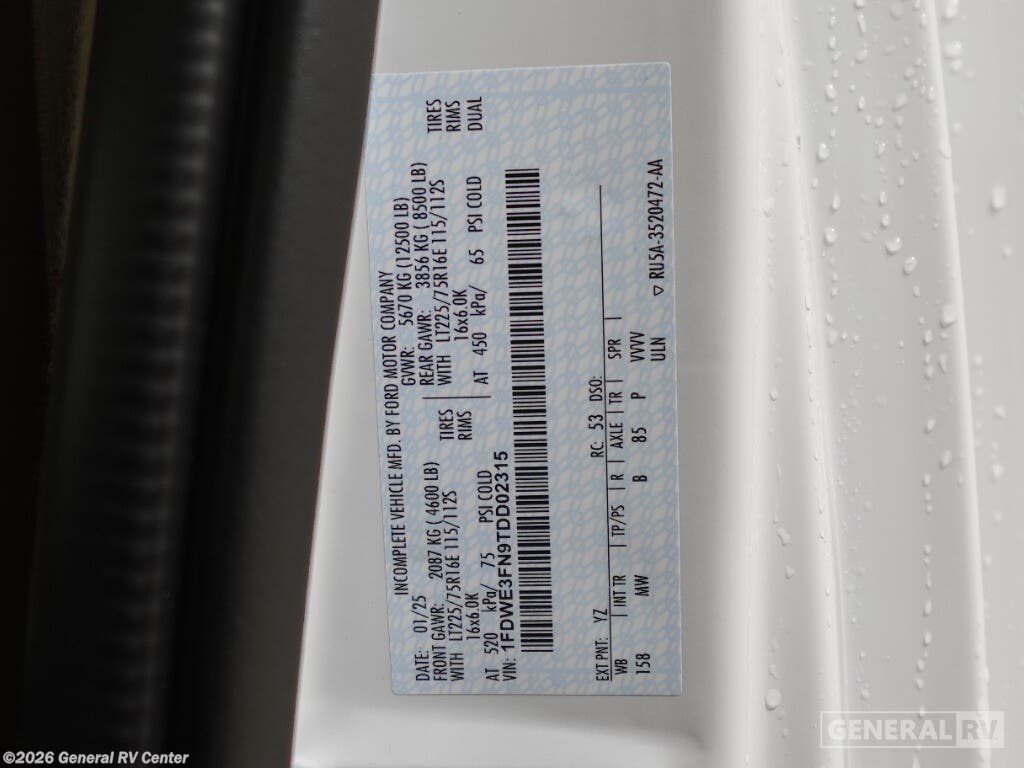 INCOMPLETE VEHICLE MFD. BY FORD MOTOR COMPANY
DATE: 01/25 GVWR: 5670 KG (12500 LB)
FRONT GAWR: 2087 KG ( 4600 LB) REAR GAWR: 3856 KG ( 8500 LB)
WITH LT225/75R16E 115/112S TIRES WITH LT225/75R16E 115/112S TIRES
16x6.0K RIMS 16x6.0K RIMS
AT 520 kPa/ 75 PSI COLD AT 450 kPa/ 65 PSI COLD DUAL
VIN: 1FDWE3FN9TDD02315
EXT PNT: YZ RC: 53 DSO:
WB | INT TR | TP/PS | R | AXLE | TR | SPR |
158 MW B 85 P VVVV
ULN ▽ RU5A-3520472-AA
GENERAL RV
©2026 General RV Center